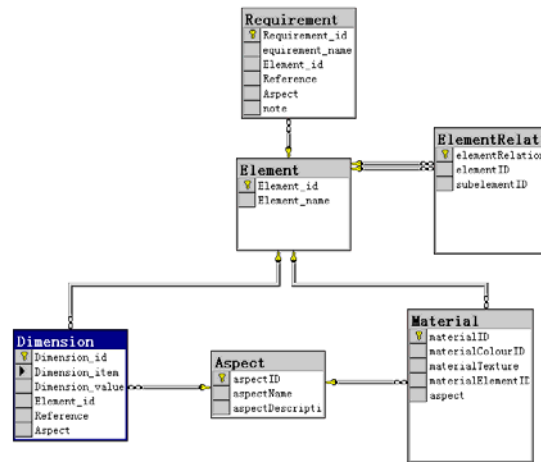 Requirement
Requirement_id
equirement_name
Element_id
Reference
Aspect
note
ElementRelat
elementRelation
elementID
subelementID
Element
Element_id
Element_name
Dimension
Dimension_id
Dimension_item
Dimension_value
Element_id
Reference
Aspect
Aspect
aspectID
aspectName
aspectDescripti
Material
materialID
materialColourID
materialTexture
materialElementID
aspect